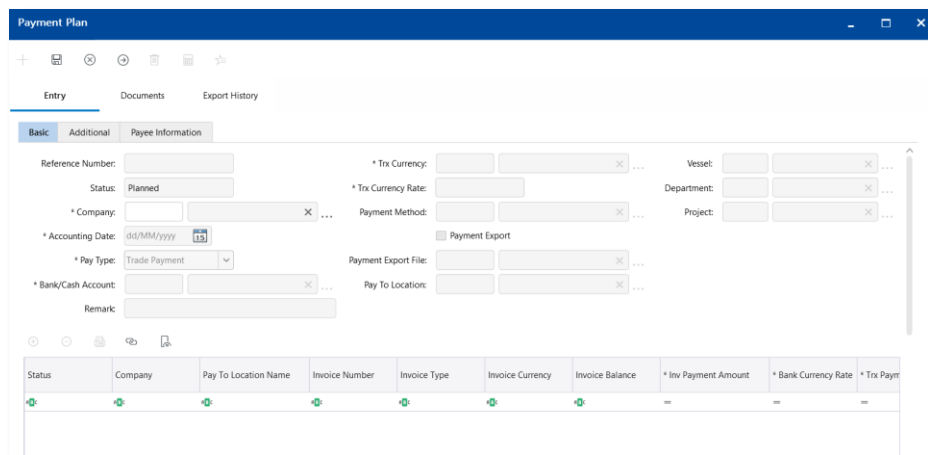 Payment Plan
Entry Documents Export History
Basic Additional Payee Information
Reference Number: * Trx Currency: ... Vessel: ...
Status: Planned * Trx Currency Rate: Department: ...
* Company: ... Payment Method: ... Project: ...
* Accounting Date: dd/MM/yyyy 15 Payment Export
* Pay Type: Trade Payment Payment Export File: ...
* Bank/Cash Account: ... Pay To Location: ...
Remark:
Status Company Pay To Location Name Invoice Number Invoice Type Invoice Currency Invoice Balance * Inv Payment Amount * Bank Currency Rate * Trx Paym
= = =